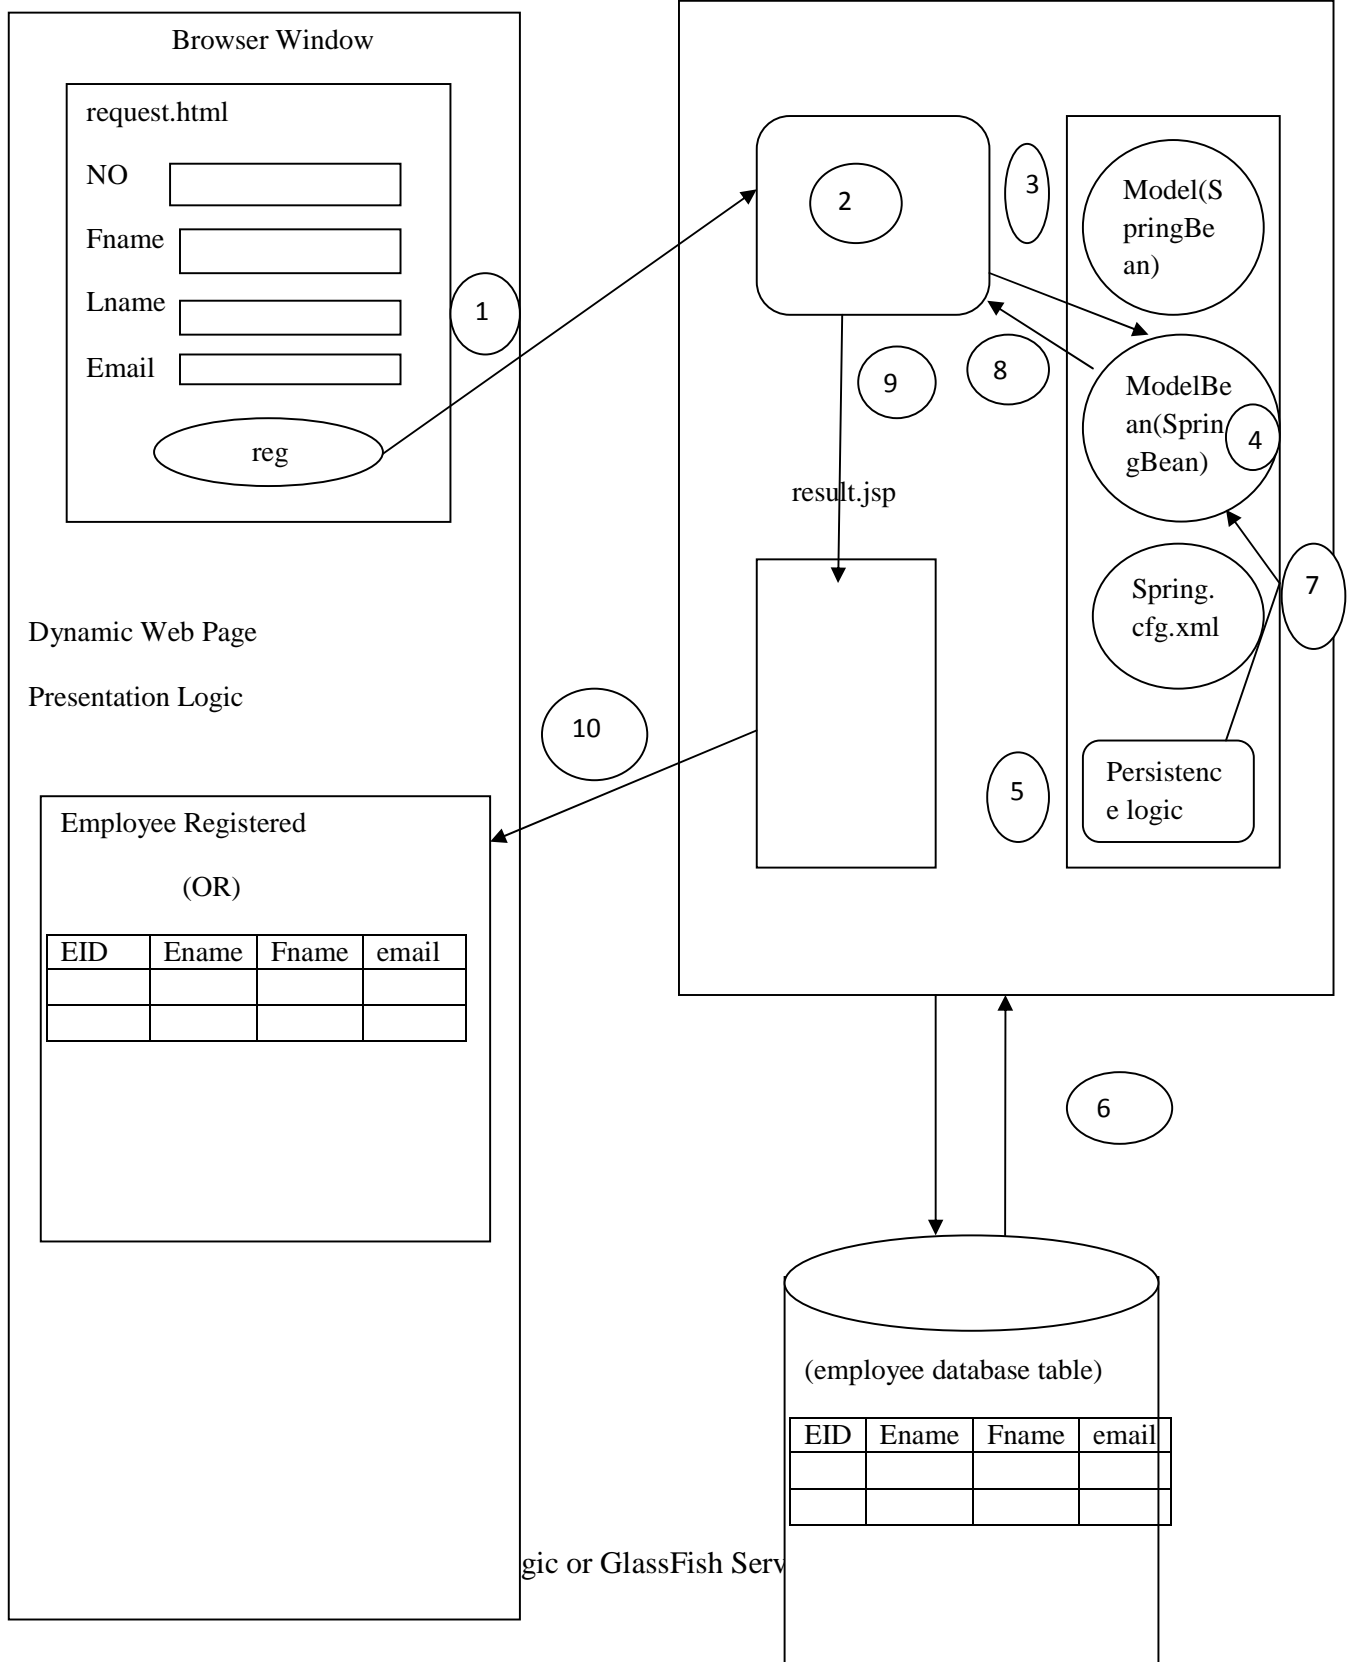 Browser Window
request.html
NO
Fname
Lname
Email
reg
1
Dynamic Web Page
Presentation Logic
10
Employee Registered
(OR)
EID Ename Fname email
2
3
Model(S
pringBe
an)
8
9
ModelBe
an(Sprin
gBean)
4
result.jsp
Spring.
cfg.xml
7
5
Persistenc
e logic
6
(employee database table)
EID Ename Fname email
gic or GlassFish Serv